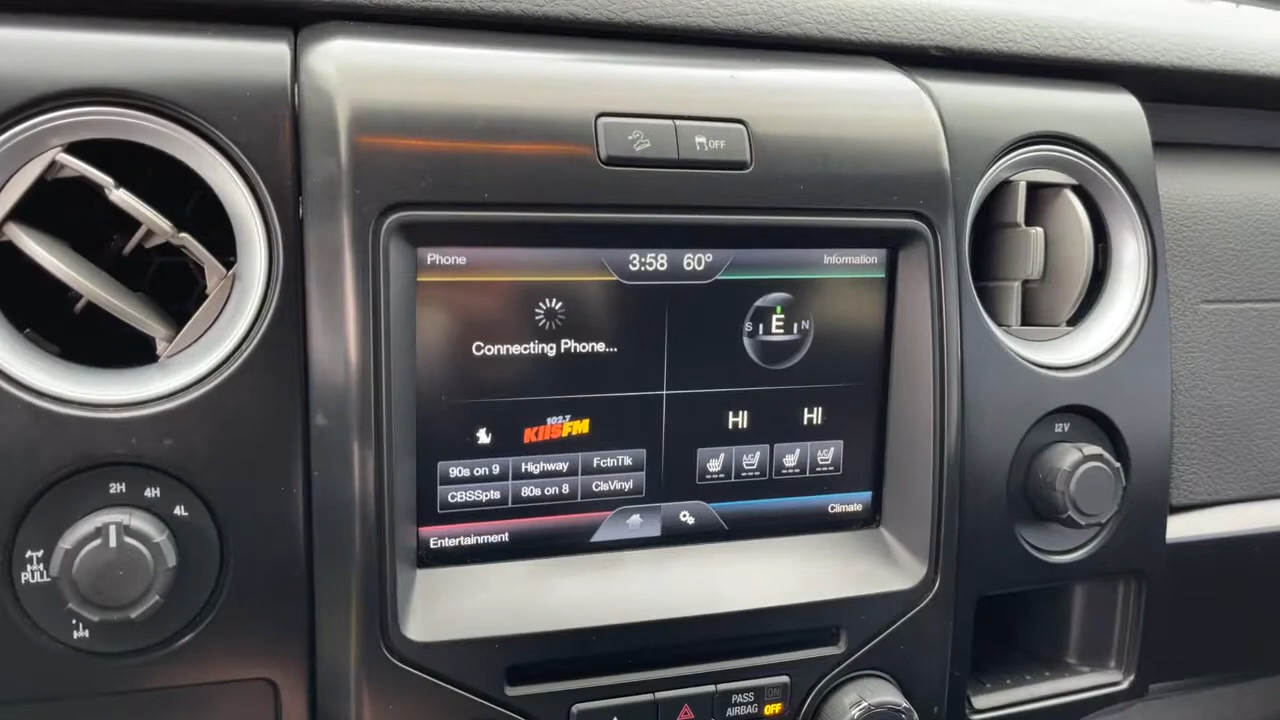 OFF
Phone
3:58 60°
Information
Connecting Phone...
S E N
102.7
KIISFM
HI HI
90s on 9 Highway FctnTlk
CBSSpts 80s on 8 ClsVinyl
A/C A/C
Entertainment
Climate
2H 4H
4L
PULL
12V
PASS AIRBAG ON
OFF